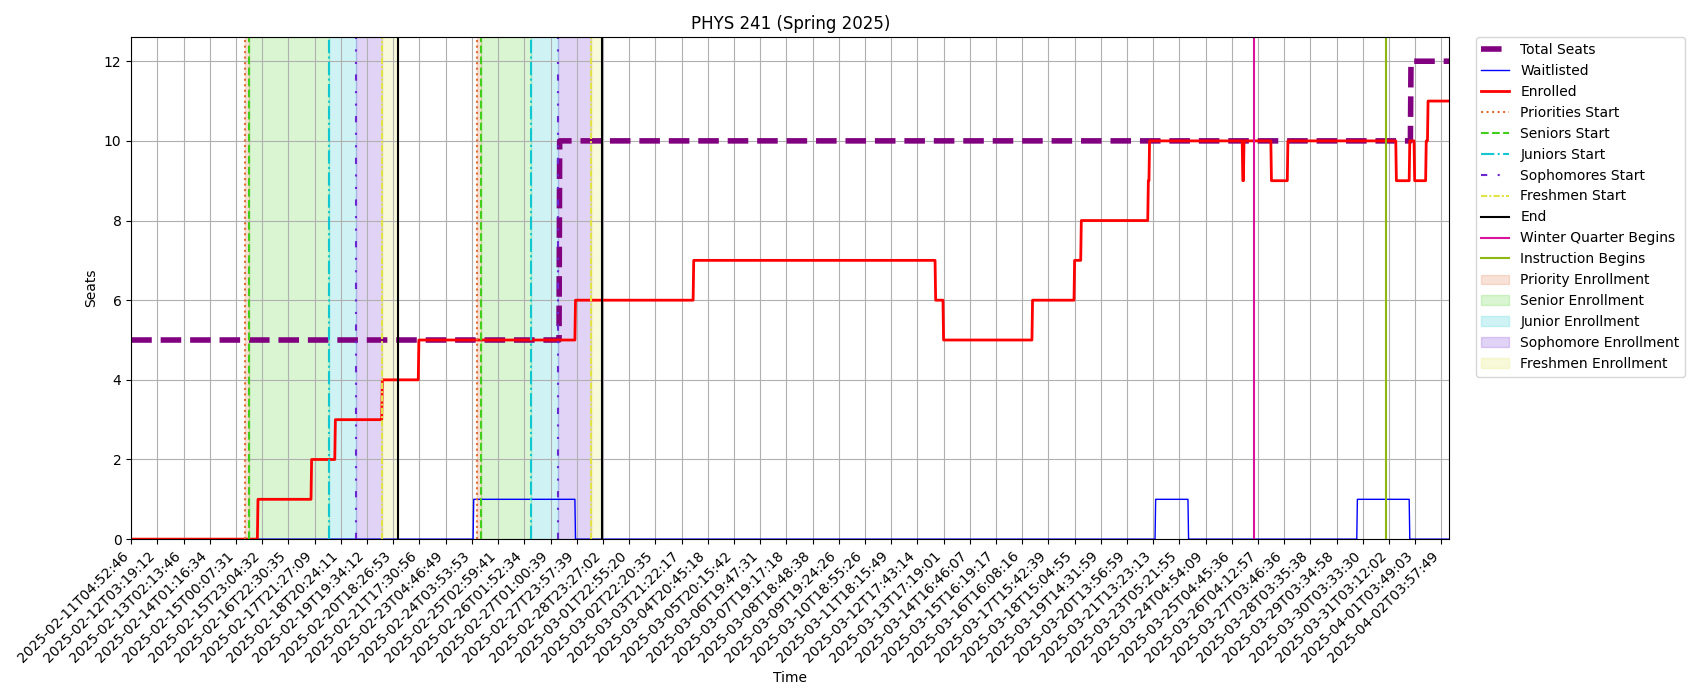 PHYS 241 (Spring 2025)
12
10
8
6
4
2
0
Seats
2025-02-11T04:52:46
2025-02-12T03:19:12
2025-02-13T02:13:46
2025-02-14T01:16:34
2025-02-15T00:07:31
2025-02-15T23:04:32
2025-02-16T22:30:35
2025-02-17T21:27:09
2025-02-18T20:24:11
2025-02-19T19:34:12
2025-02-20T18:26:53
2025-02-21T17:30:56
2025-02-23T04:46:49
2025-02-24T03:53:53
2025-02-25T02:59:41
2025-02-26T01:52:34
2025-02-27T01:00:39
2025-02-27T23:57:39
2025-02-28T23:27:02
2025-03-01T22:55:20
2025-03-02T22:20:35
2025-03-03T21:22:17
2025-03-04T20:45:18
2025-03-05T20:15:42
2025-03-06T19:47:31
2025-03-07T19:17:18
2025-03-08T18:48:38
2025-03-09T19:24:26
2025-03-10T18:55:26
2025-03-11T18:15:49
2025-03-12T17:43:14
2025-03-13T17:19:01
2025-03-14T16:46:07
2025-03-15T16:19:17
2025-03-16T16:08:16
2025-03-17T15:42:39
2025-03-18T15:04:55
2025-03-19T14:31:59
2025-03-20T13:56:59
2025-03-21T13:23:13
2025-03-23T05:21:55
2025-03-24T04:54:09
2025-03-25T04:45:36
2025-03-26T04:12:57
2025-03-27T03:46:36
2025-03-28T03:35:38
2025-03-29T03:34:58
2025-03-30T03:33:30
2025-03-31T03:12:02
2025-04-01T03:49:03
2025-04-02T03:57:49
Time
Total Seats
Waitlisted
Enrolled
Priorities Start
Seniors Start
Juniors Start
Sophomores Start
Freshmen Start
End
Winter Quarter Begins
Instruction Begins
Priority Enrollment
Senior Enrollment
Junior Enrollment
Sophomore Enrollment
Freshmen Enrollment